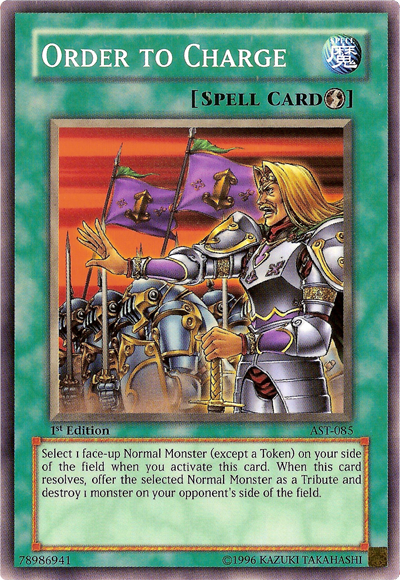 Order to Charge
SPELL
魔
[Spell Card]
1st Edition
AST-085
Select 1 face-up Normal Monster (except a Token) on your side
of the field when you activate this card. When this card
resolves, offer the selected Normal Monster as a Tribute and
destroy 1 monster on your opponent's side of the field.
78986941
©1996 KAZUKI TAKAHASHI